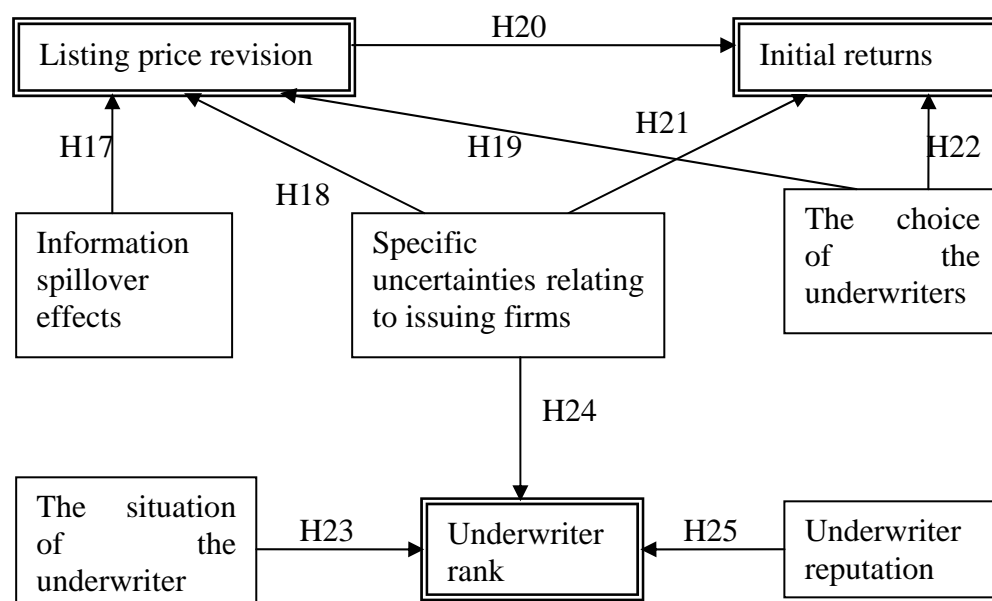 H20
Listing price revision
Initial returns
H17
H18
H19
H21
H22
Information
spillover
effects
Specific
uncertainties relating
to issuing firms
The choice
of the
underwriters
H24
The situation
of the
underwriter
H23
Underwriter
rank
H25
Underwriter
reputation